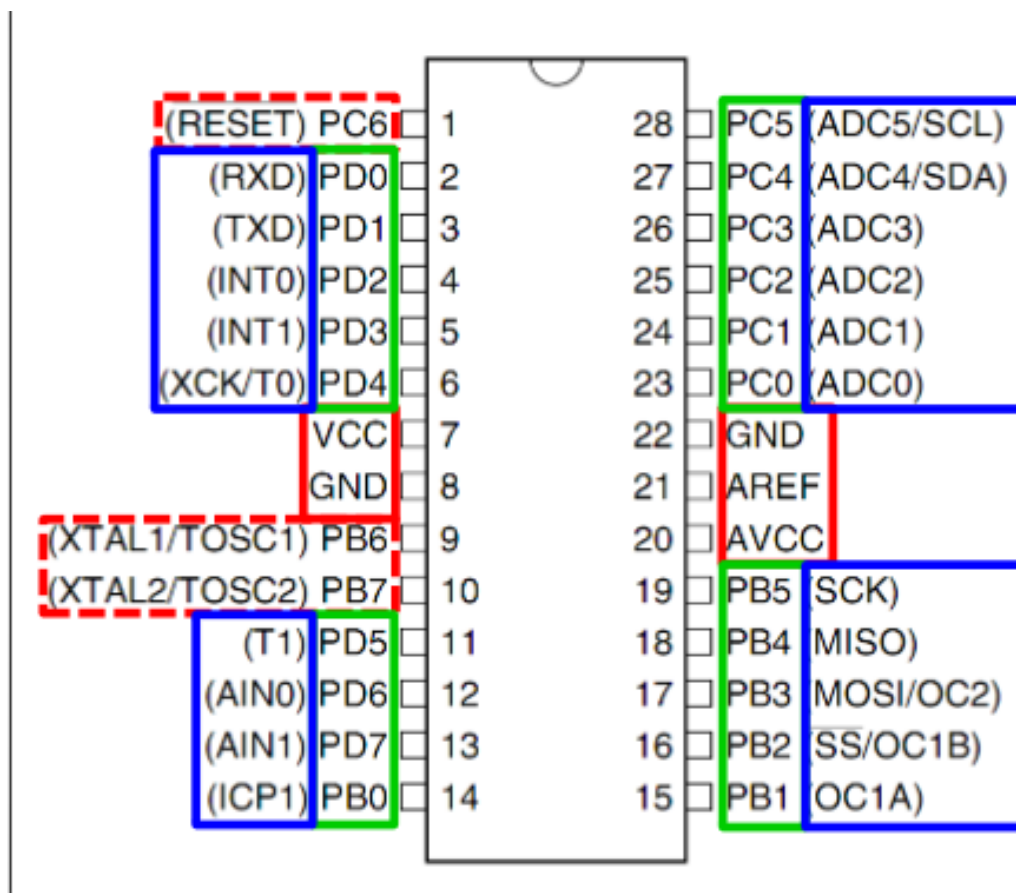 (RESET) PC6 1 28 PC5 (ADC5/SCL)
(RXD) PD0 2 27 PC4 (ADC4/SDA)
(TXD) PD1 3 26 PC3 (ADC3)
(INT0) PD2 4 25 PC2 (ADC2)
(INT1) PD3 5 24 PC1 (ADC1)
(XCK/T0) PD4 6 23 PC0 (ADC0)
VCC 7 22 GND
GND 8 21 AREF
(XTAL1/TOSC1) PB6 9 20 AVCC
(XTAL2/TOSC2) PB7 10 19 PB5 (SCK)
(T1) PD5 11 18 PB4 (MISO)
(AIN0) PD6 12 17 PB3 (MOSI/OC2)
(AIN1) PD7 13 16 PB2 (SS/OC1B)
(ICP1) PB0 14 15 PB1 (OC1A)